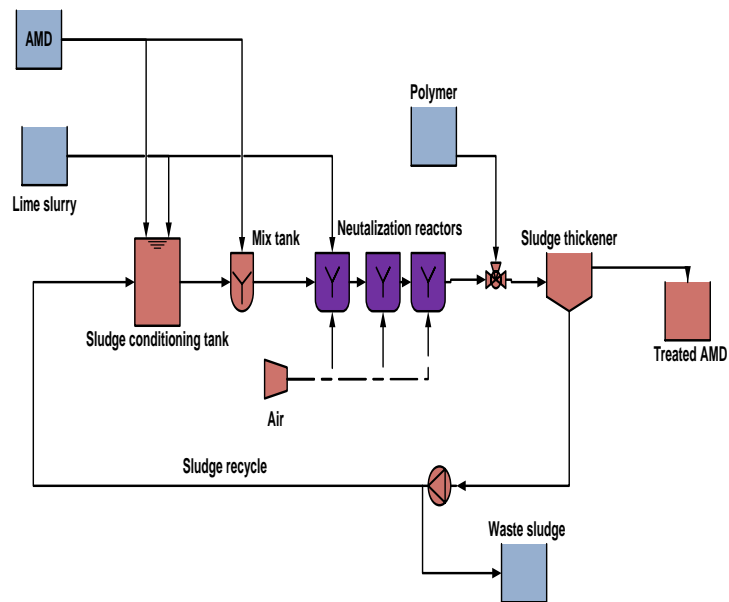 AMD
Polymer
Lime slurry
Mix tank
Neutalization reactors
Sludge thickener
Sludge conditioning tank
Treated AMD
Air
Sludge recycle
Waste sludge